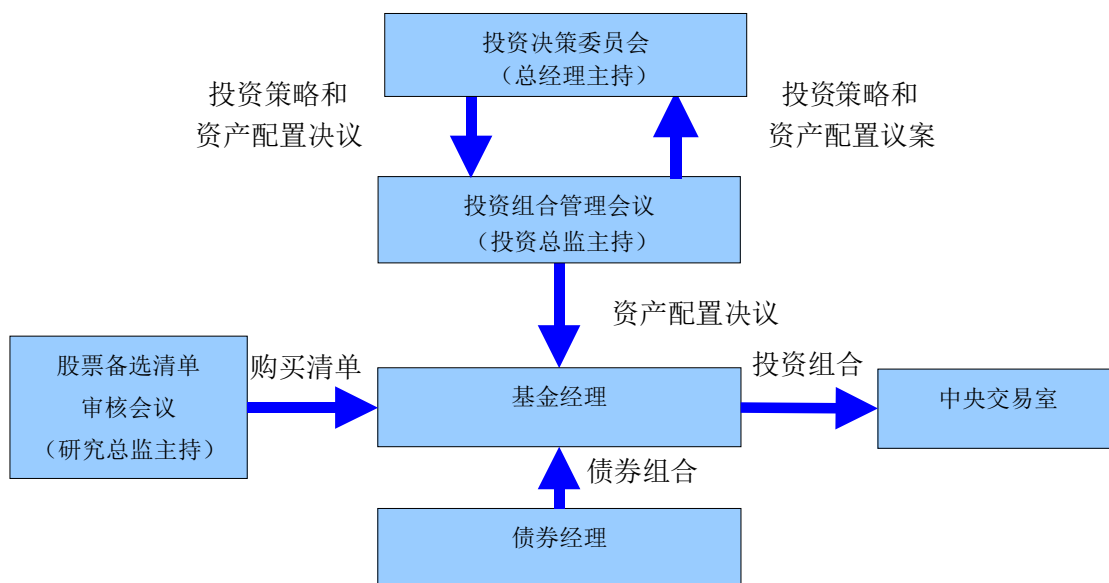 投资决策委员会
（总经理主持）
投资策略和
资产配置决议
投资策略和
资产配置议案
投资组合管理会议
（投资总监主持）
资产配置决议
股票备选清单
审核会议
（研究总监主持）
购买清单
基金经理
投资组合
中央交易室
债券组合
债券经理